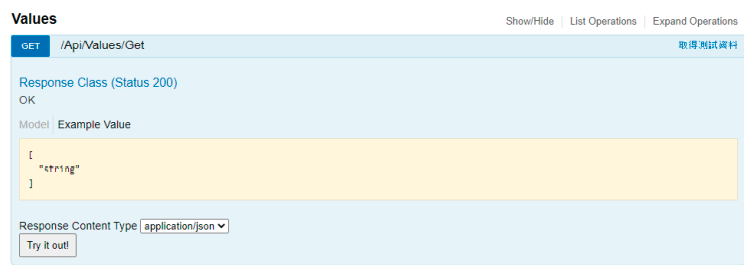 Values
Show/Hide List Operations Expand Operations
GET /Api/Values/Get 取得測試資料
Response Class (Status 200)
OK
Model Example Value
[
"string"
]
Response Content Type application/json
Try it out!